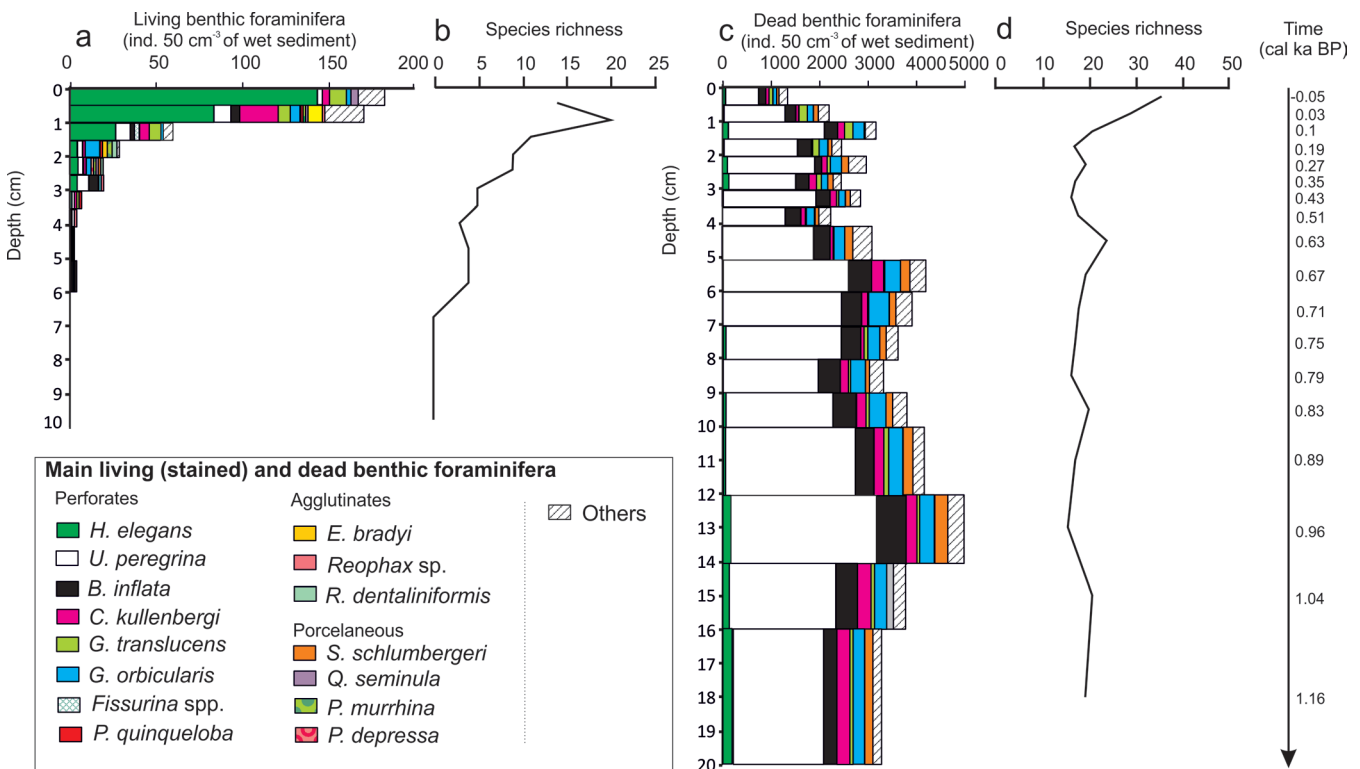 a
Living benthic foraminifera
(ind. 50 cm⁻³ of wet sediment)
0 50 100 200
Depth (cm)
0
1
2
3
4
5
6
7
8
9
10
b
Species richness
0 5 10 15 20 25
c
Dead benthic foraminifera
(ind. 50 cm⁻³ of wet sediment)
0 1000 2000 3000 4000 5000
Depth (cm)
0
1
2
3
4
5
6
7
8
9
10
12
13
14
15
16
17
18
19
20
d
Species richness
0 10 20 30 40 50
Time
(cal ka BP)
-0.05
0.03
0.1
0.19
0.27
0.35
0.43
0.51
0.63
0.67
0.71
0.75
0.79
0.83
0.89
0.96
1.04
1.16
Main living (stained) and dead benthic foraminifera
Perforates
H. elegans
U. peregrina
B. inflata
C. kullenbergi
G. translucens
G. orbicularis
Fissurina spp.
P. quinqueloba
Agglutinates
E. bradyi
Reophax sp.
R. dentaliniformis
Porcelaneous
S. schlumbergeri
Q. seminula
P. murrhina
P. depressa
Others